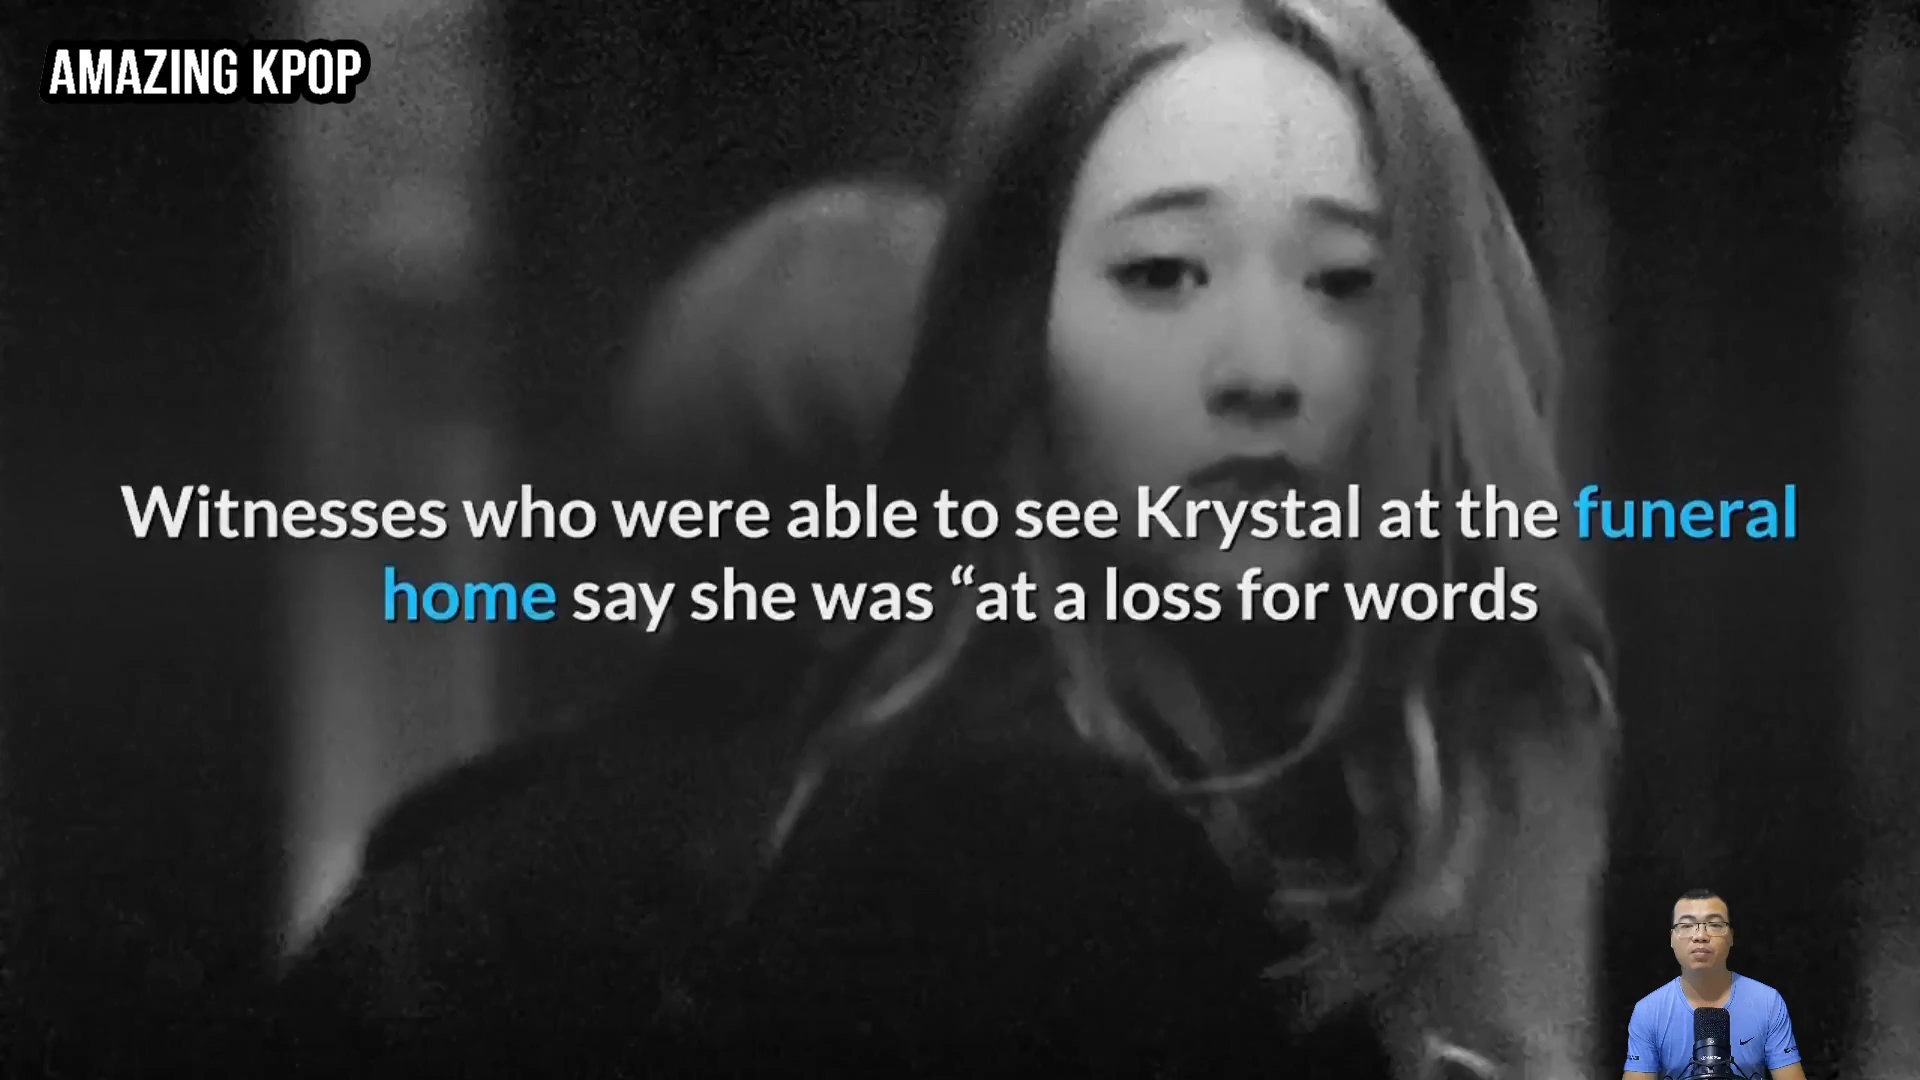 AMAZING KPOP
Witnesses who were able to see Krystal at the funeral
home say she was “at a loss for words